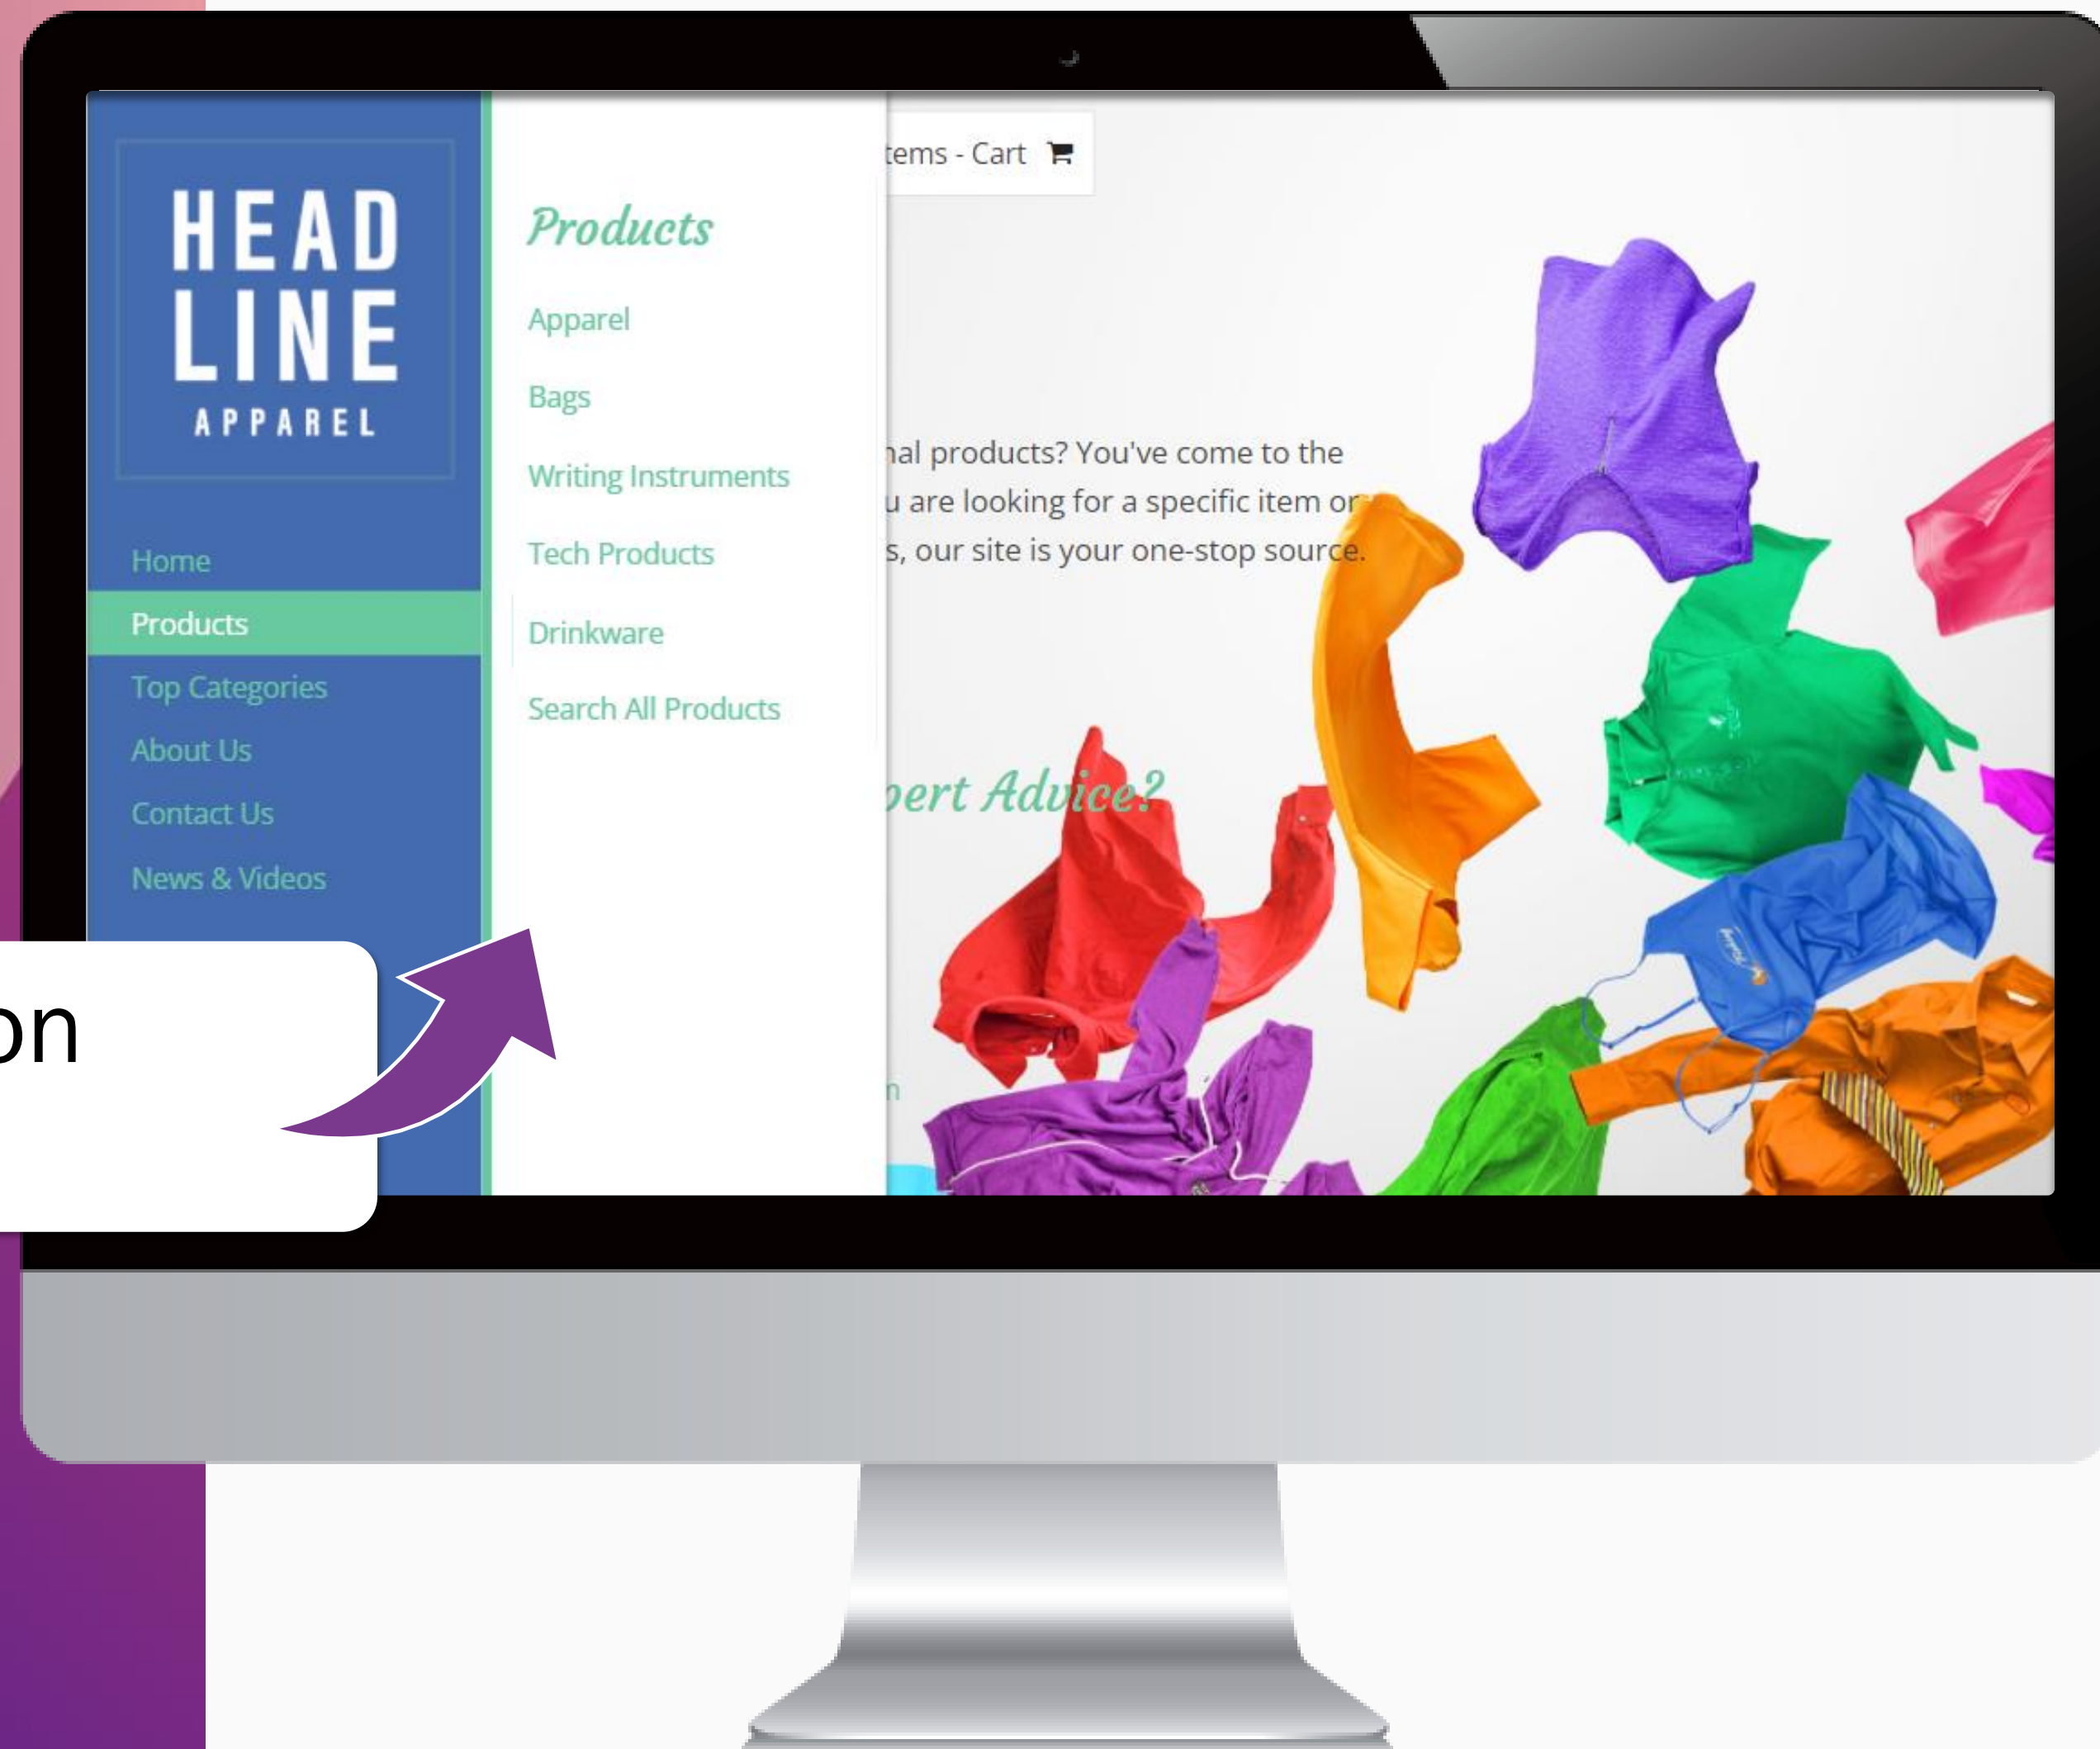 HEAD
LINE
APPAREL
Home
Products
Top Categories
About Us
Contact Us
News & Videos
Products
Apparel
Bags
Writing Instruments
Tech Products
Drinkware
Search All Products
tems - Cart
nal products? You've come to the
u are looking for a specific item or
s, our site is your one-stop source.
pert Advice?
n
on